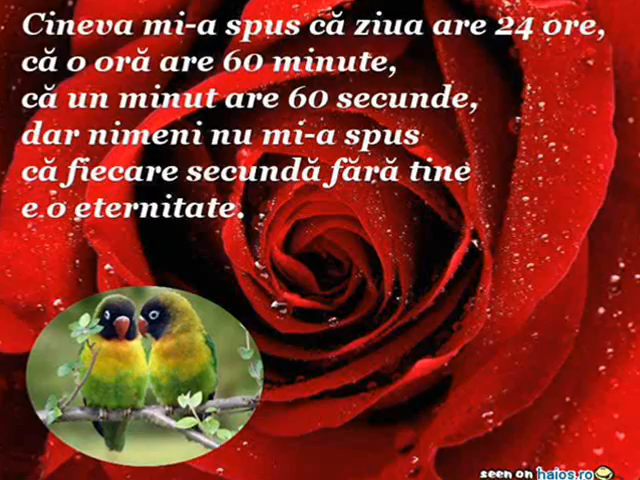 Cineva mi-a spus că ziua are 24 ore,
că o oră are 60 minute,
că un minut are 60 secunde,
dar nimeni nu mi-a spus
că fiecare secundă fără tine
e o eternitate.
seen on haios.ro